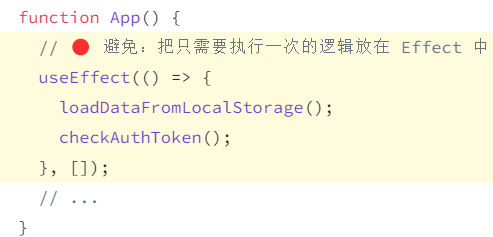 function App() {
// 🔴 避免：把只需要执行一次的逻辑放在 Effect 中
useEffect(() => {
loadDataFromLocalStorage();
checkAuthToken();
}, []);
// ...
}